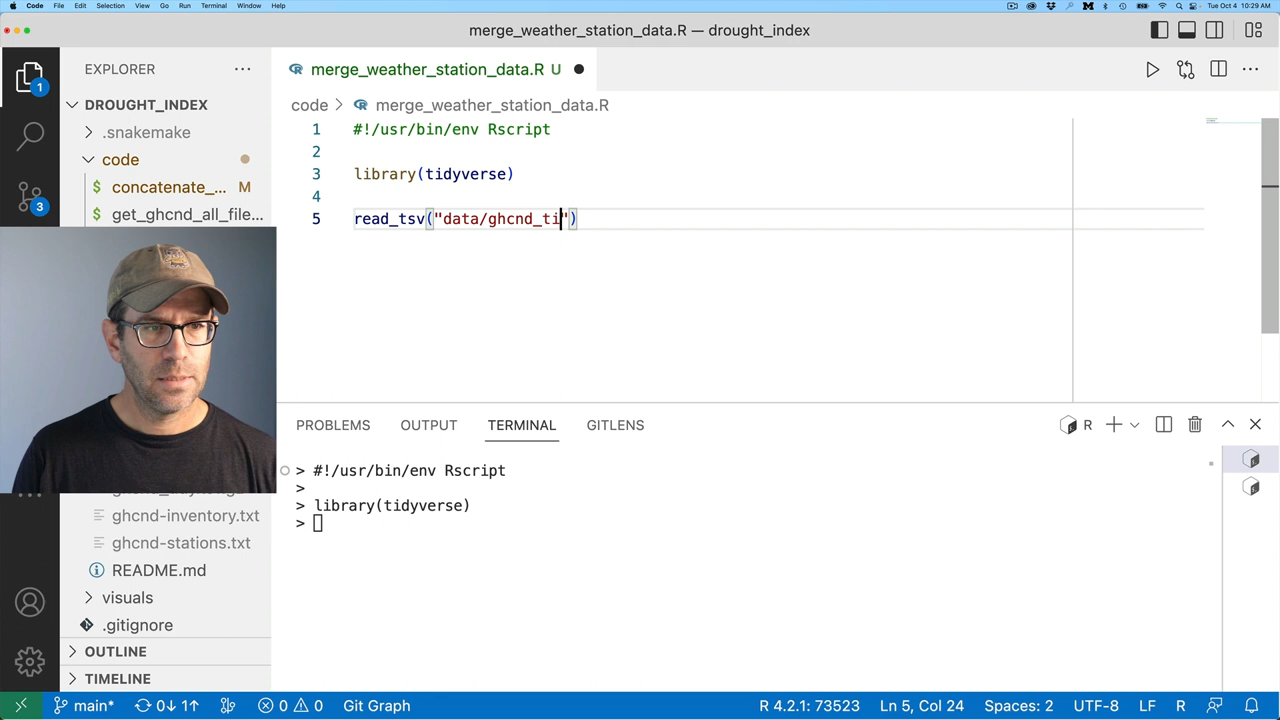 Code File Edit Selection View Go Run Terminal Window Help
Tue Oct 4 10:29 AM
merge_weather_station_data.R — drought_index
EXPLORER
merge_weather_station_data.R U
DROUGHT_INDEX
code > merge_weather_station_data.R
.snakemake
code
concatenate_... M
get_ghcnd_all_file...
1 #!/usr/bin/env Rscript
2
3 library(tidyverse)
4
5 read_tsv("data/ghcnd_ti")
1
3
PROBLEMS OUTPUT TERMINAL GITLENS
R
> #!/usr/bin/env Rscript
>
> library(tidyverse)
>
ghcnd-inventory.txt
ghcnd-stations.txt
README.md
visuals
.gitignore
OUTLINE
TIMELINE
main* 0↓ 1↑ 0 0 Git Graph R 4.2.1: 73523 Ln 5, Col 24 Spaces: 2 UTF-8 LF R